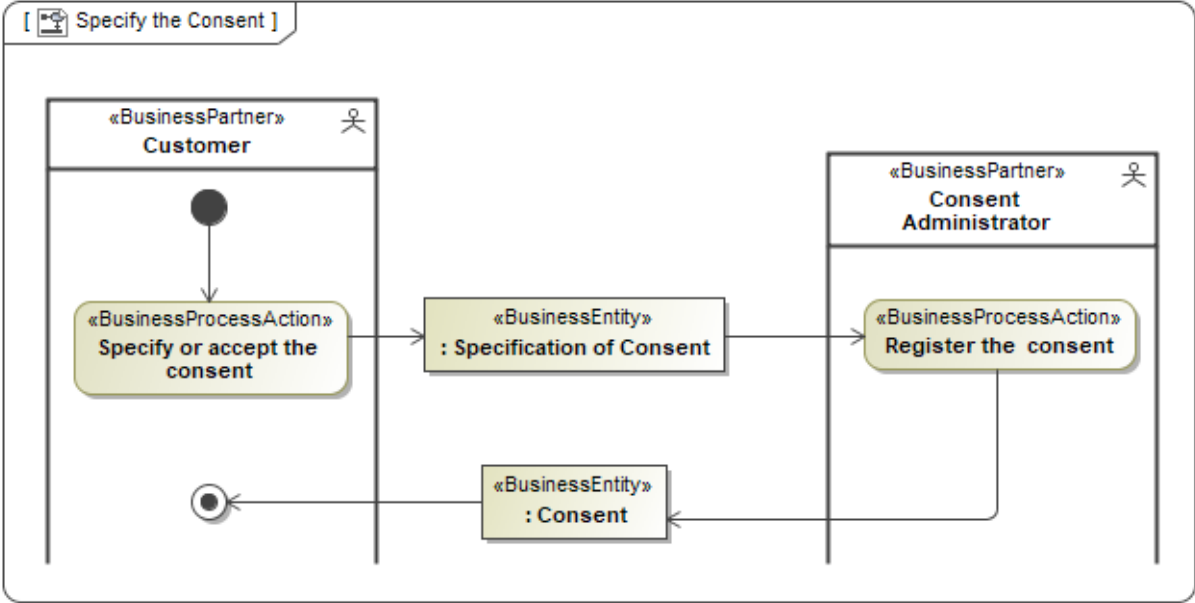 [ Specify the Consent ]
«BusinessPartner»
Customer
«BusinessPartner»
Consent
Administrator
«BusinessProcessAction»
Specify or accept the
consent
«BusinessEntity»
: Specification of Consent
«BusinessProcessAction»
Register the  consent
«BusinessEntity»
: Consent